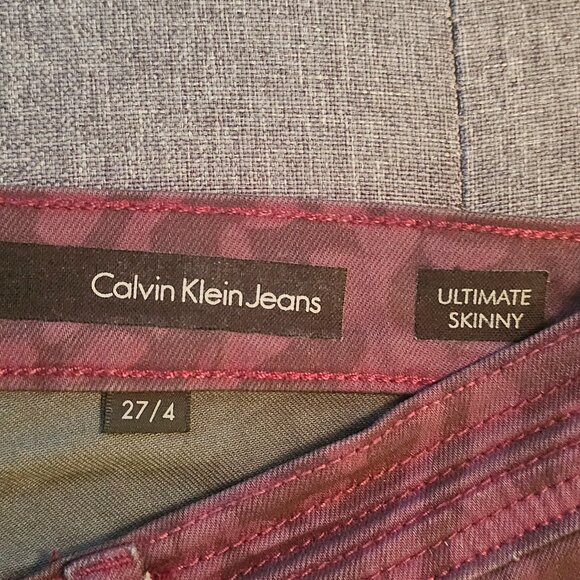 Calvin Klein Jeans
ULTIMATE
SKINNY
27/4